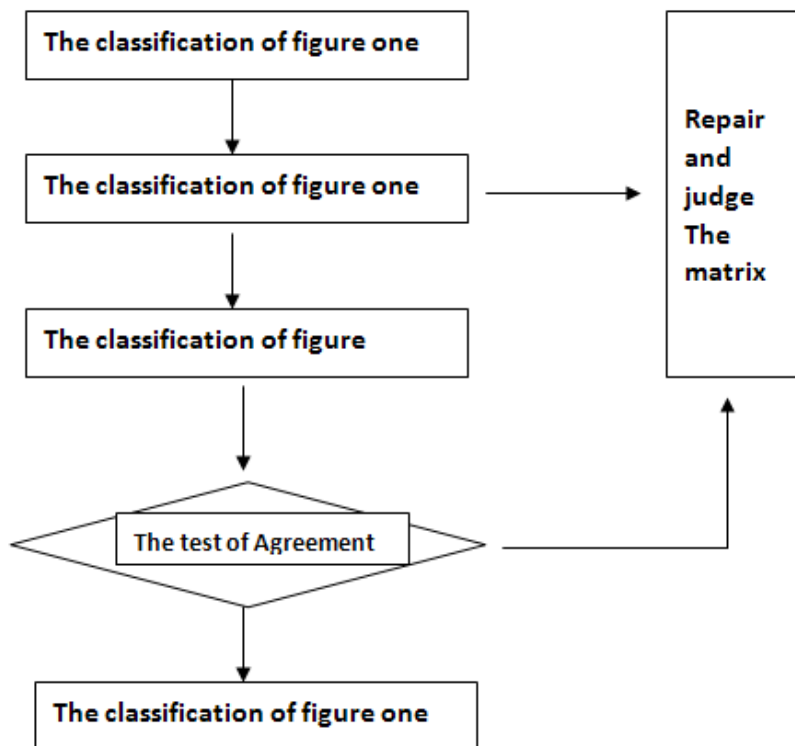 The classification of figure one
The classification of figure one
The classification of figure
The test of Agreement
The classification of figure one
Repair
and
judge
The
matrix